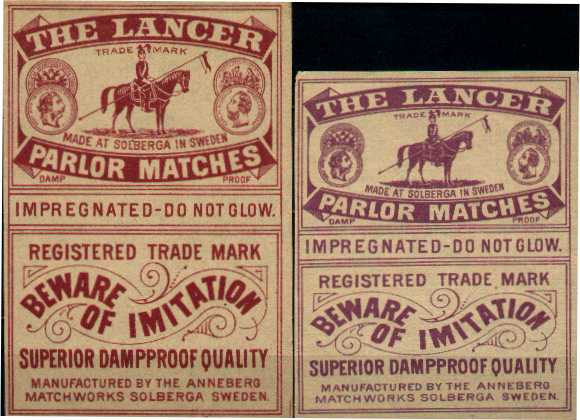 THE LANCER
TRADE MARK
MADE AT SOLBERGA IN SWEDEN
PARLOR MATCHES
DAMP PROOF
IMPREGNATED-DO NOT GLOW.
REGISTERED TRADE MARK
BEWARE
OF IMITATION
SUPERIOR DAMPPROOF QUALITY
MANUFACTURED BY THE ANNEBERG
MATCHWORKS SOLBERGA SWEDEN.
THE LANCER
TRADE MARK
MADE AT SOLBERGA IN SWEDEN
PARLOR MATCHES
DAMP PROOF
IMPREGNATED-DO NOT GLOW.
REGISTERED TRADE MARK
BEWARE
OF IMITATION
SUPERIOR DAMPPROOF QUALITY
MANUFACTURED BY THE ANNEBERG
MATCHWORKS SOLBERGA SWEDEN.